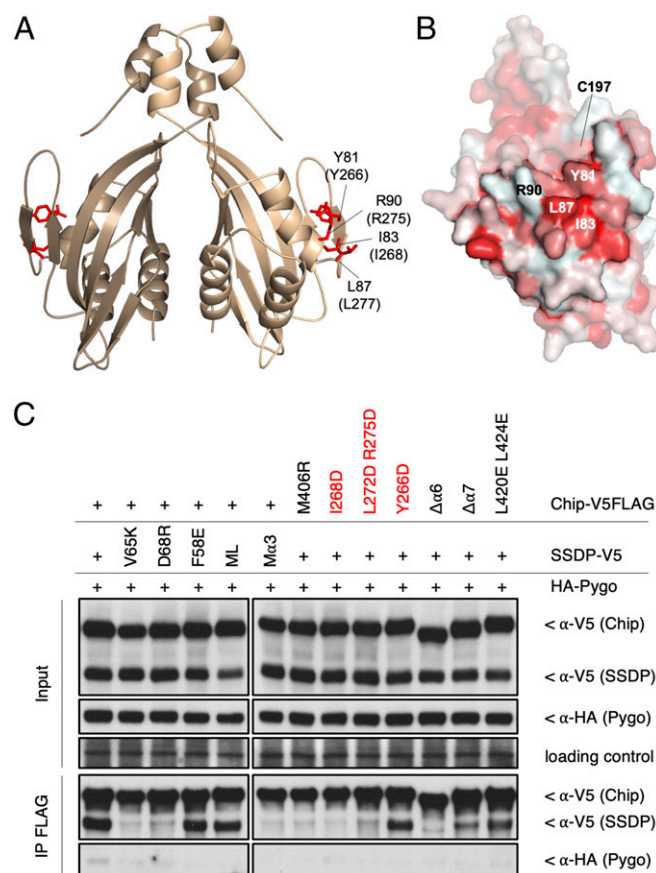 A
Y81
(Y266)
R90
(R275)
I83
(I268)
L87
(L277)
B
C197
Y81
R90
L87
I83
C
M406R I268D L272D R275D Y266D Δα6 Δα7 L420E L424E
+ + + + + + Chip-V5FLAG
+ V65K D68R F58E ML Mα3 + + + + + + + SSDP-V5
+ + + + + + + + + + + + + HA-Pygo
Input
< α-V5 (Chip)
< α-V5 (SSDP)
< α-HA (Pygo)
loading control
IP FLAG
< α-V5 (Chip)
< α-V5 (SSDP)
< α-HA (Pygo)